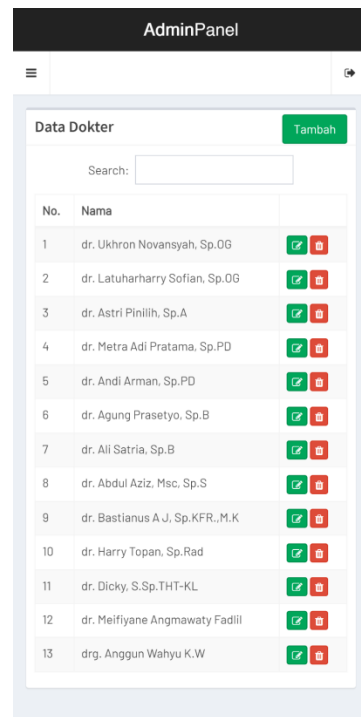 AdminPanel
Data Dokter
Tambah
Search:
No. Nama
1 dr. Ukhron Novansyah, Sp.OG
2 dr. Latuharharry Sofian, Sp.OG
3 dr. Astri Pinilih, Sp.A
4 dr. Metra Adi Pratama, Sp.PD
5 dr. Andi Arman, Sp.PD
6 dr. Agung Prasetyo, Sp.B
7 dr. Ali Satria, Sp.B
8 dr. Abdul Aziz, Msc, Sp.S
9 dr. Bastianus A J, Sp.KFR.,M.K
10 dr. Harry Topan, Sp.Rad
11 dr. Dicky, S.Sp.THT-KL
12 dr. Meifiyane Angmawaty Fadlil
13 drg. Anggun Wahyu K.W